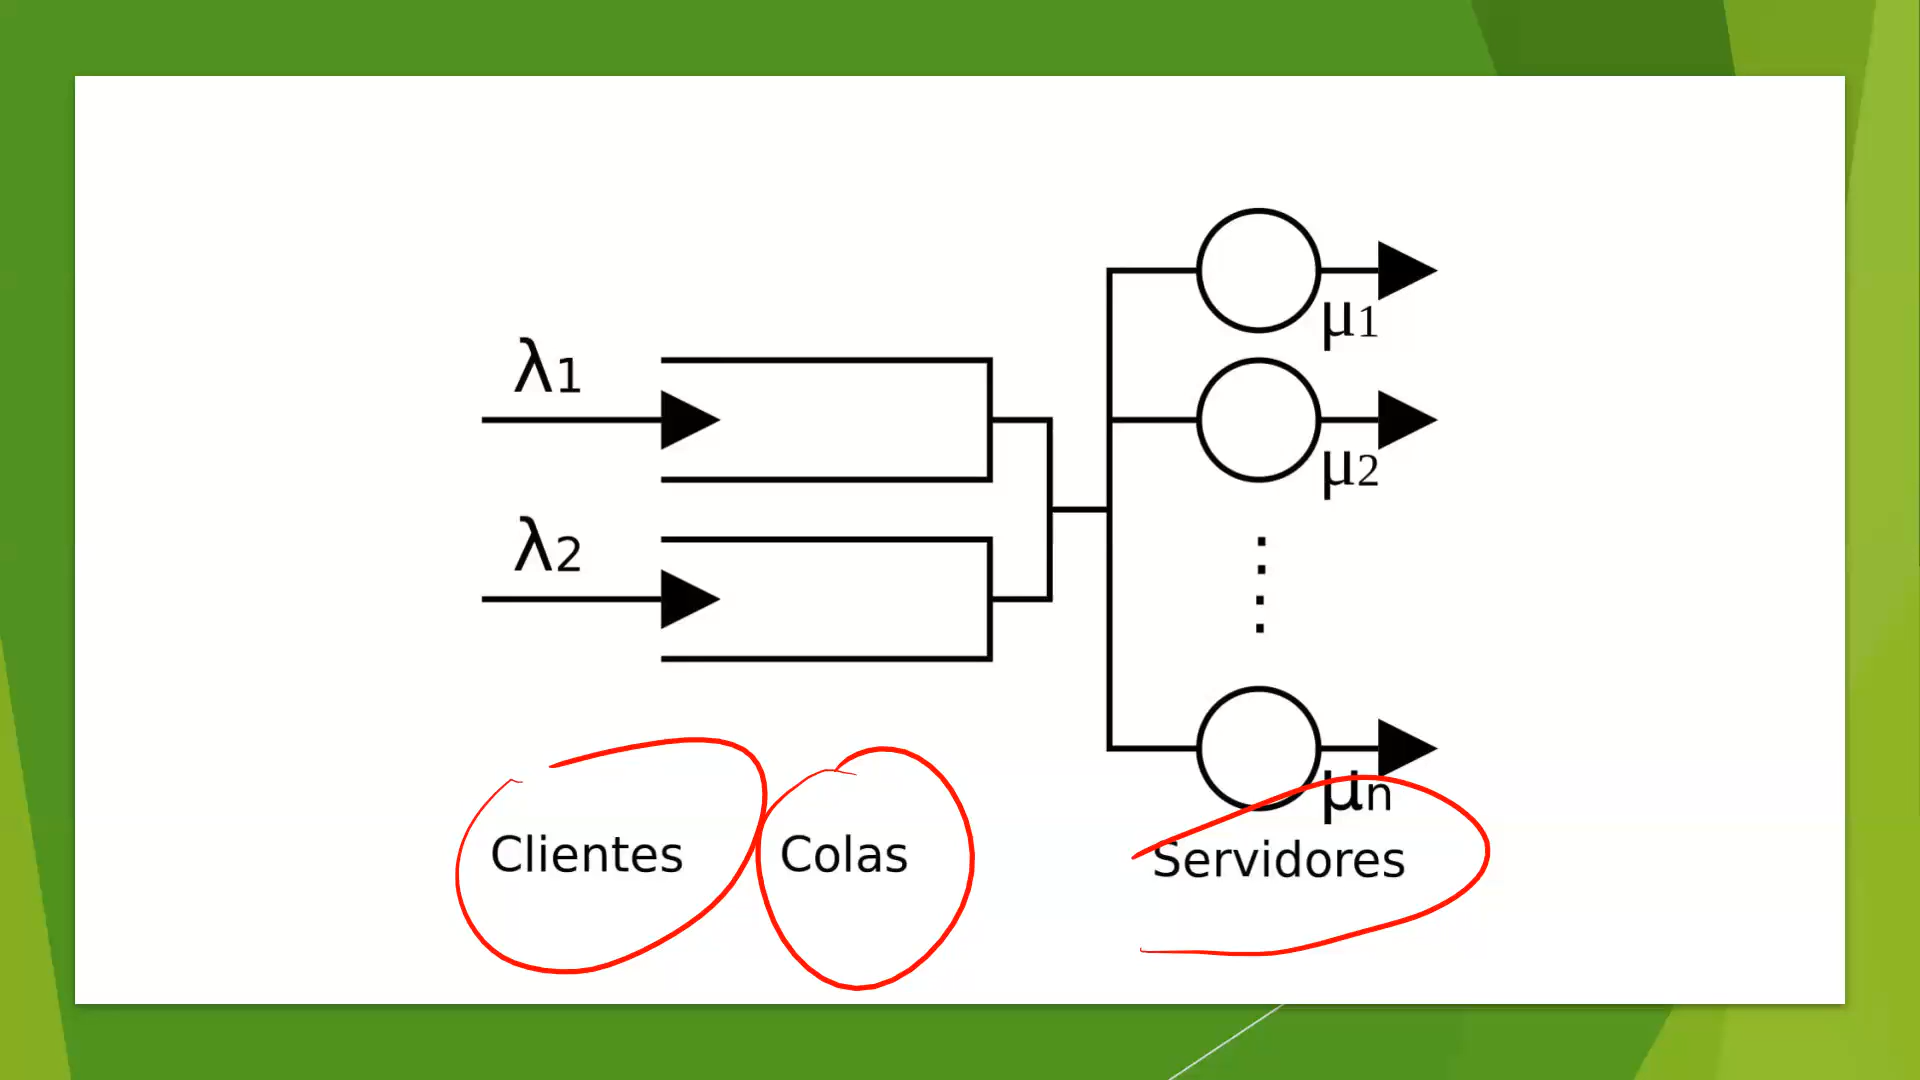 λ1
λ2
μ1
μ2
μn
Clientes
Colas
Servidores